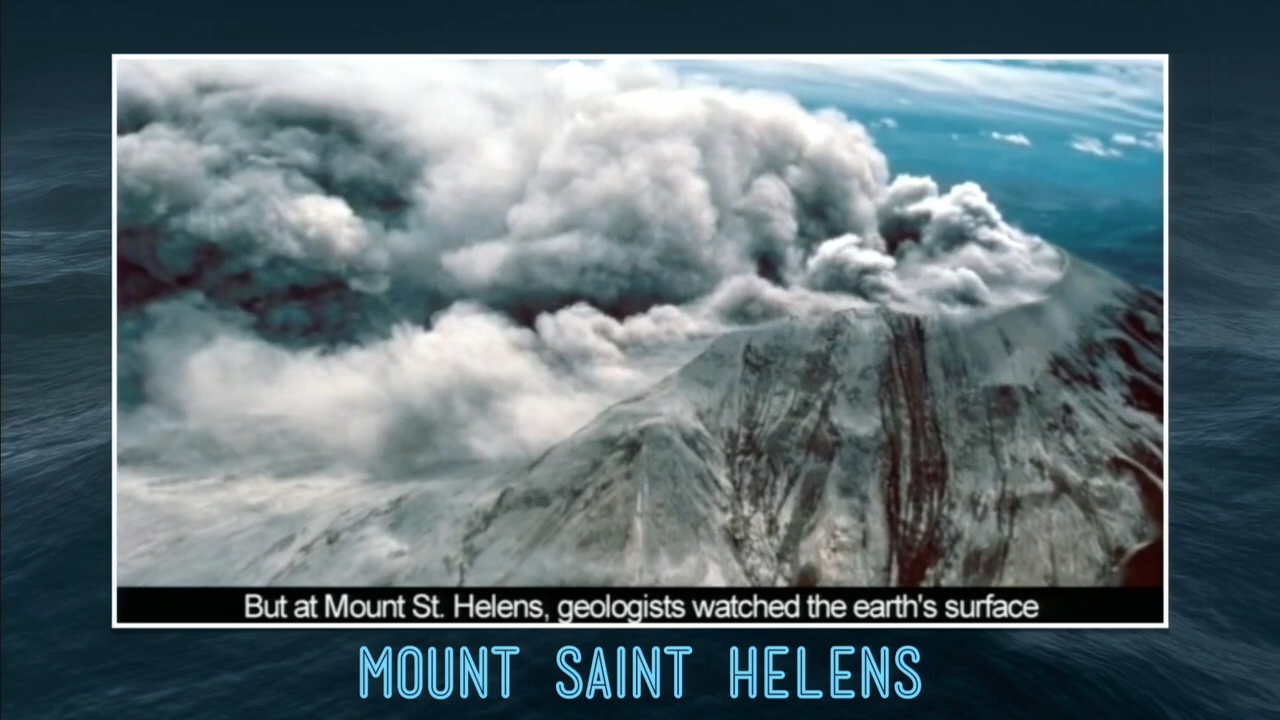 But at Mount St. Helens, geologists watched the earth's surface
MOUNT SAINT HELENS